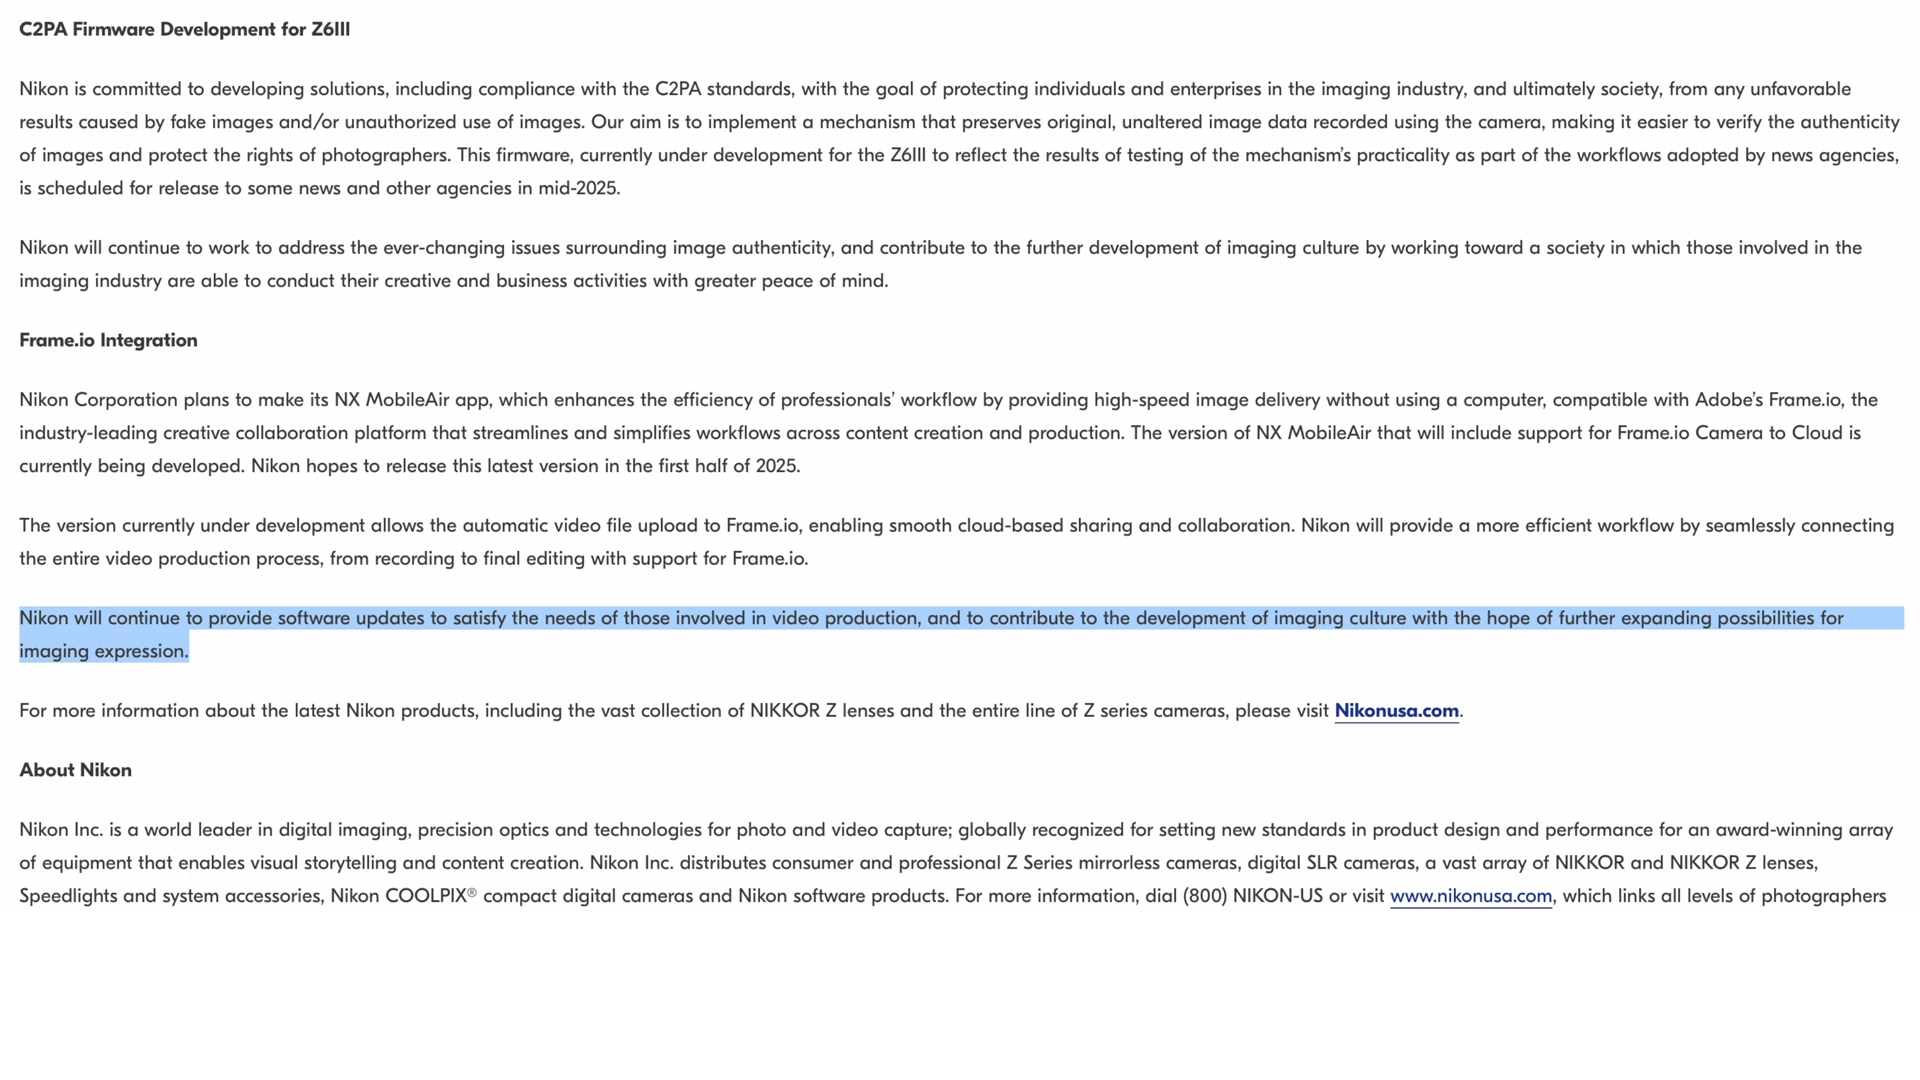 C2PA Firmware Development for Z6III
Nikon is committed to developing solutions, including compliance with the C2PA standards, with the goal of protecting individuals and enterprises in the imaging industry, and ultimately society, from any unfavorable
results caused by fake images and/or unauthorized use of images. Our aim is to implement a mechanism that preserves original, unaltered image data recorded using the camera, making it easier to verify the authenticity
of images and protect the rights of photographers. This firmware, currently under development for the Z6III to reflect the results of testing of the mechanism’s practicality as part of the workflows adopted by news agencies,
is scheduled for release to some news and other agencies in mid-2025.
Nikon will continue to work to address the ever-changing issues surrounding image authenticity, and contribute to the further development of imaging culture by working toward a society in which those involved in the
imaging industry are able to conduct their creative and business activities with greater peace of mind.
Frame.io Integration
Nikon Corporation plans to make its NX MobileAir app, which enhances the efficiency of professionals’ workflow by providing high-speed image delivery without using a computer, compatible with Adobe’s Frame.io, the
industry-leading creative collaboration platform that streamlines and simplifies workflows across content creation and production. The version of NX MobileAir that will include support for Frame.io Camera to Cloud is
currently being developed. Nikon hopes to release this latest version in the first half of 2025.
The version currently under development allows the automatic video file upload to Frame.io, enabling smooth cloud-based sharing and collaboration. Nikon will provide a more efficient workflow by seamlessly connecting
the entire video production process, from recording to final editing with support for Frame.io.
Nikon will continue to provide software updates to satisfy the needs of those involved in video production, and to contribute to the development of imaging culture with the hope of further expanding possibilities for
imaging expression.
For more information about the latest Nikon products, including the vast collection of NIKKOR Z lenses and the entire line of Z series cameras, please visit Nikonusa.com.
About Nikon
Nikon Inc. is a world leader in digital imaging, precision optics and technologies for photo and video capture; globally recognized for setting new standards in product design and performance for an award-winning array
of equipment that enables visual storytelling and content creation. Nikon Inc. distributes consumer and professional Z Series mirrorless cameras, digital SLR cameras, a vast array of NIKKOR and NIKKOR Z lenses,
Speedlights and system accessories, Nikon COOLPIX® compact digital cameras and Nikon software products. For more information, dial (800) NIKON-US or visit www.nikonusa.com, which links all levels of photographers